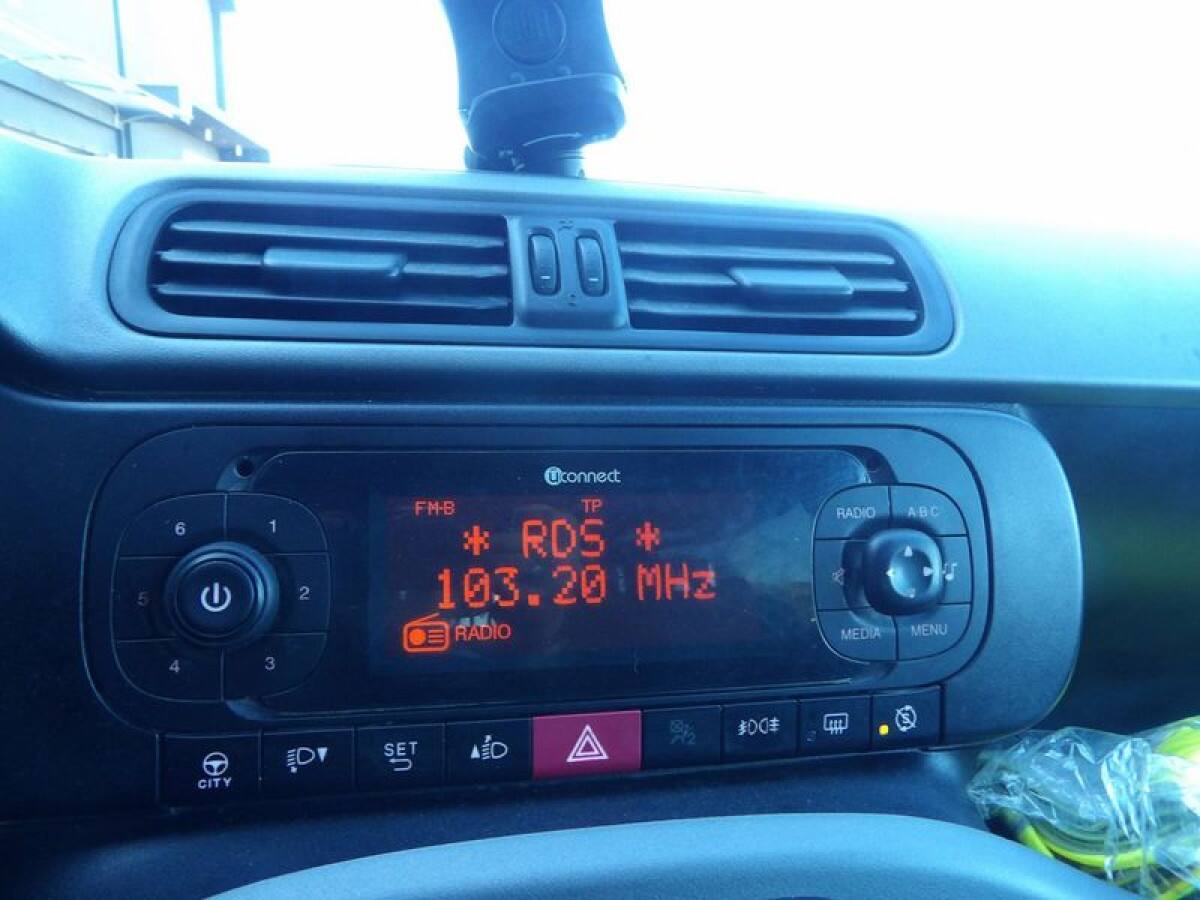 uconnect
FM-B TP
* RDS *
103.20 MHz
RADIO
6 1
5 2
4 3
RADIO ABC
MEDIA MENU
CITY
SET